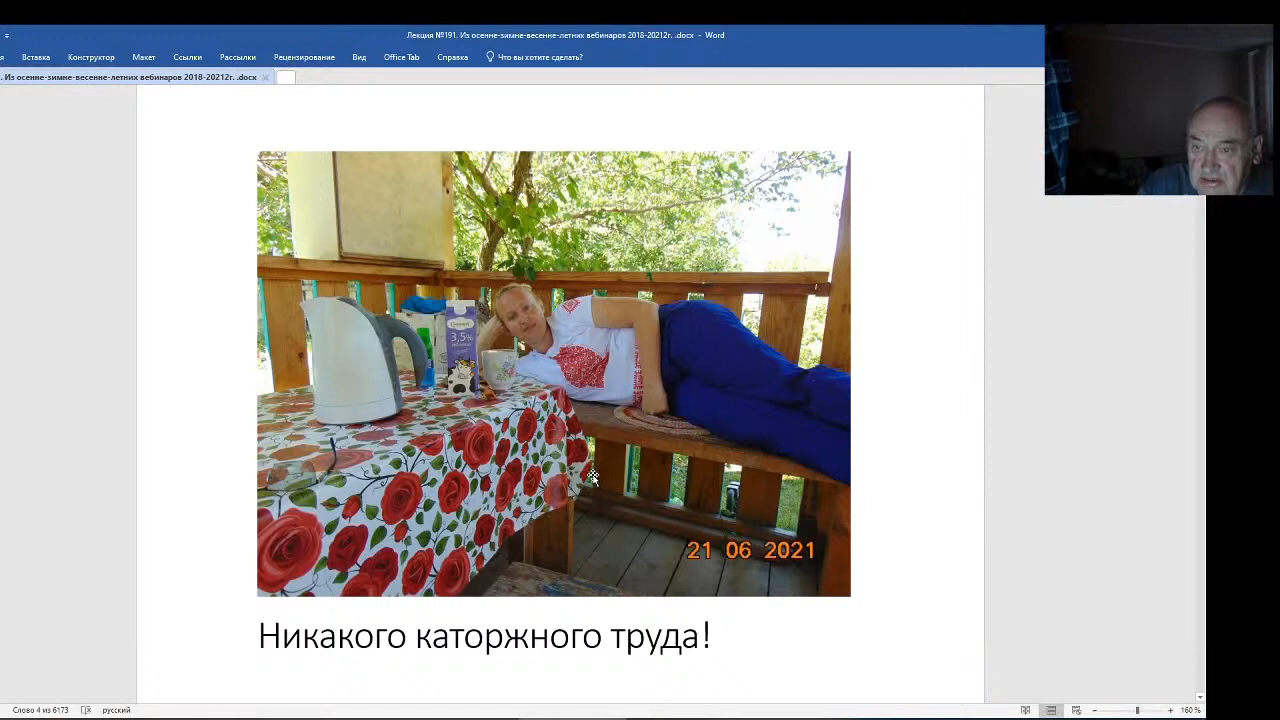 Лекция №191. Из осенне-зимне-весенне-летних вебинаров 2018-20212г. .docx - Word
я Вставка Конструктор Макет Ссылки Рассылки Рецензирование Вид Office Tab Справка Что вы хотите сделать?
. Из осенне-зимне-весенне-летних вебинаров 2018-20212г. .docx
3,5%
21 06 2021
Никакого каторжного труда!
Слово 4 из 6173 русский 160 %